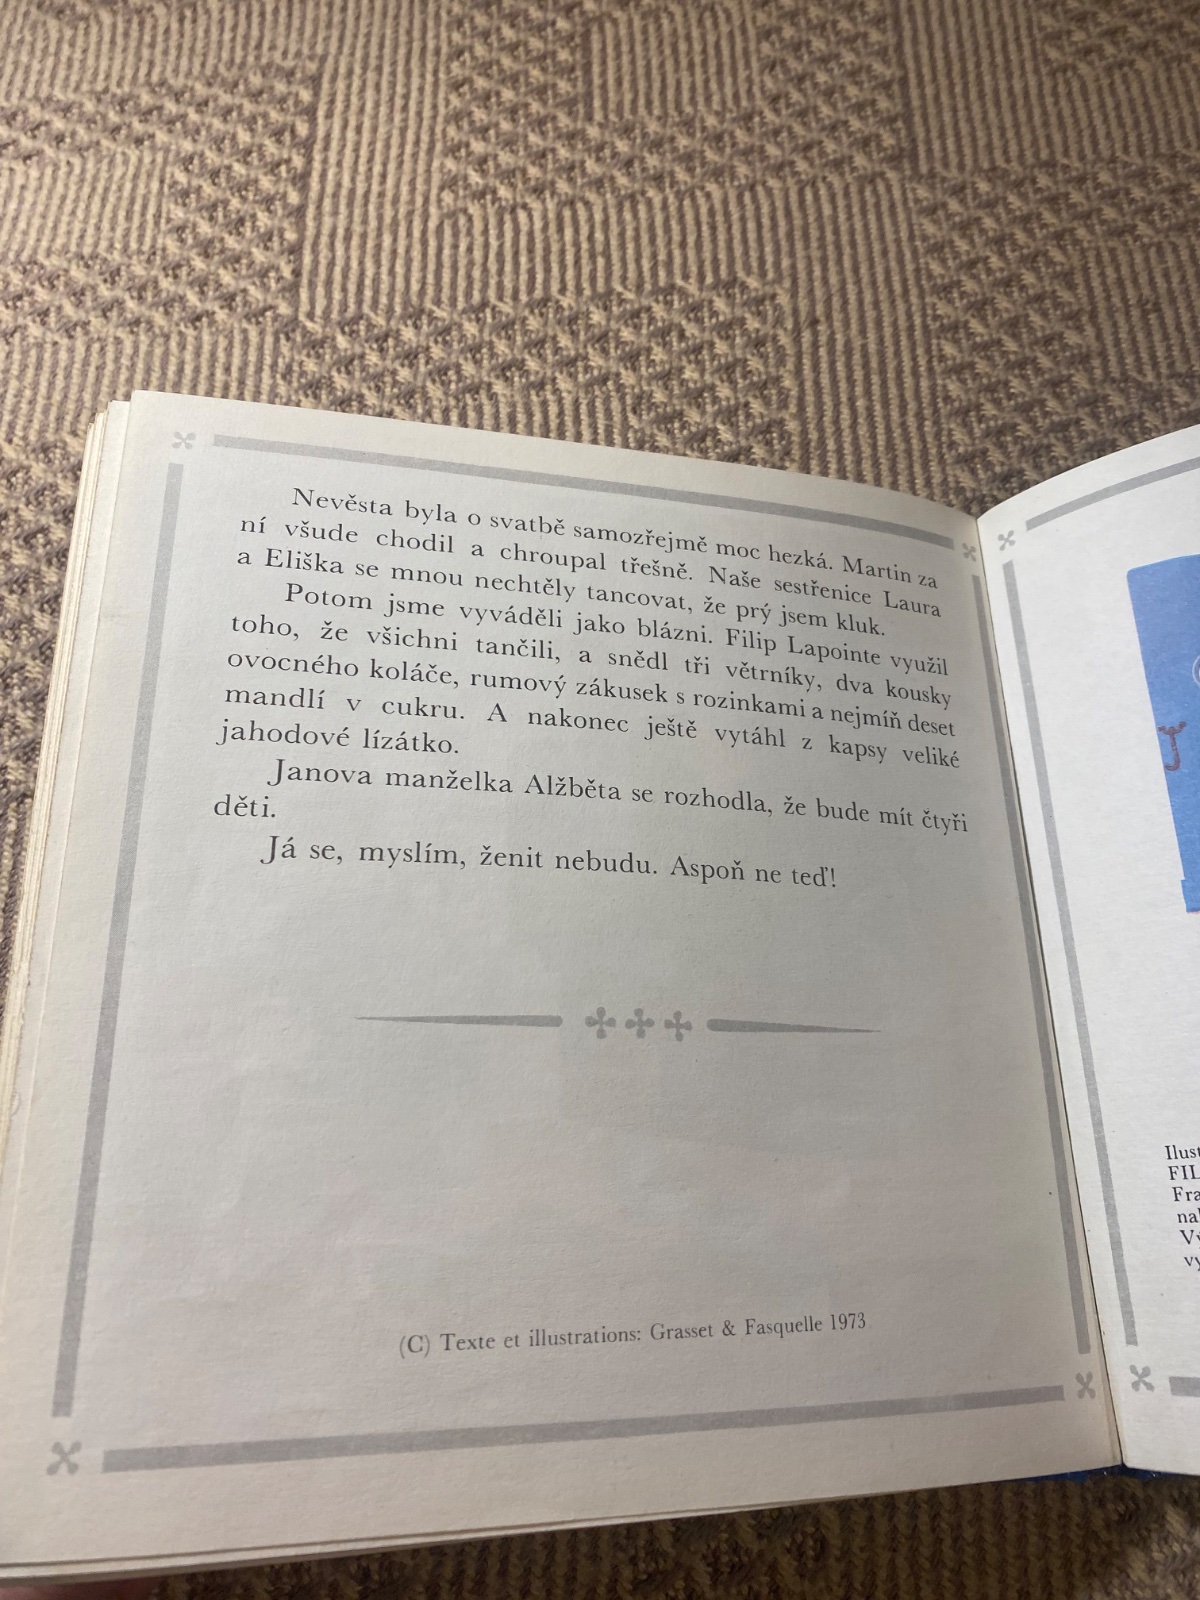 Nevěsta byla o svatbě samozřejmě moc hezká. Martin za
ní všude chodil a chroupal třešně. Naše sestřenice Laura
a Eliška se mnou nechtěly tancovat, že prý jsem kluk.
Potom jsme vyváděli jako blázni. Filip Lapointe využil
toho, že všichni tančili, a snědl tři větrníky, dva kousky
ovocného koláče, rumový zákusek s rozinkami a nejmíň deset
mandlí v cukru. A nakonec ještě vytáhl z kapsy veliké
jahodové lízátko.
Janova manželka Alžběta se rozhodla, že bude mít čtyři
děti.
Já se, myslím, ženit nebudu. Aspoň ne teď!
(C) Texte et illustrations: Grasset & Fasquelle 1973